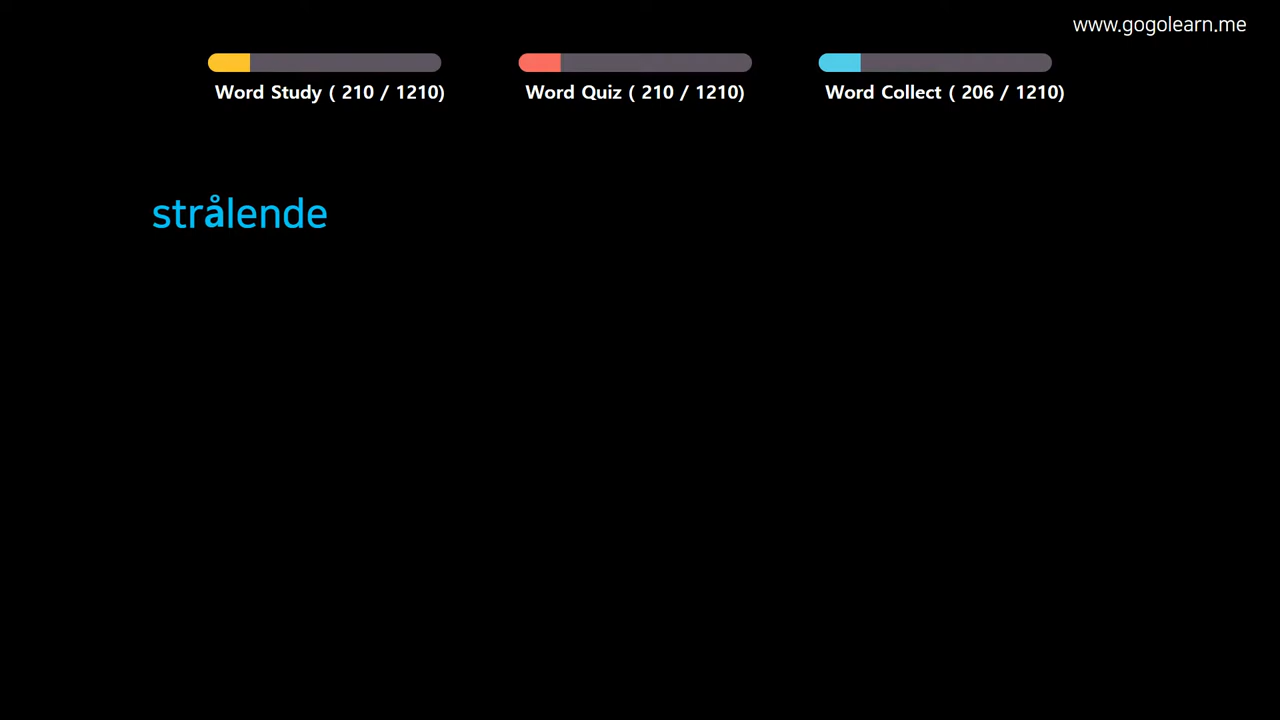 www.gogolearn.me
Word Study ( 210 / 1210)
Word Quiz ( 210 / 1210)
Word Collect ( 206 / 1210)
strålende